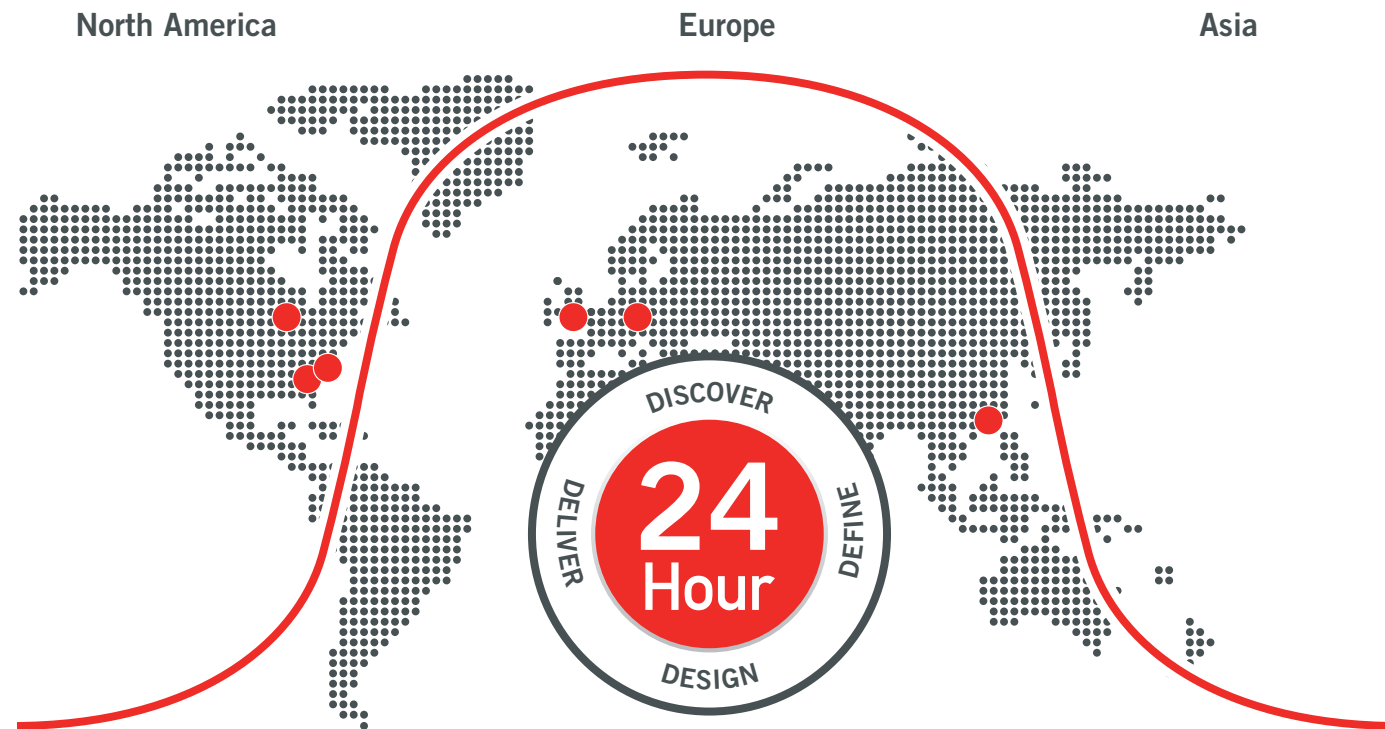 North America
Europe
Asia
DISCOVER
DEFINE
DESIGN
DELIVER
24
Hour